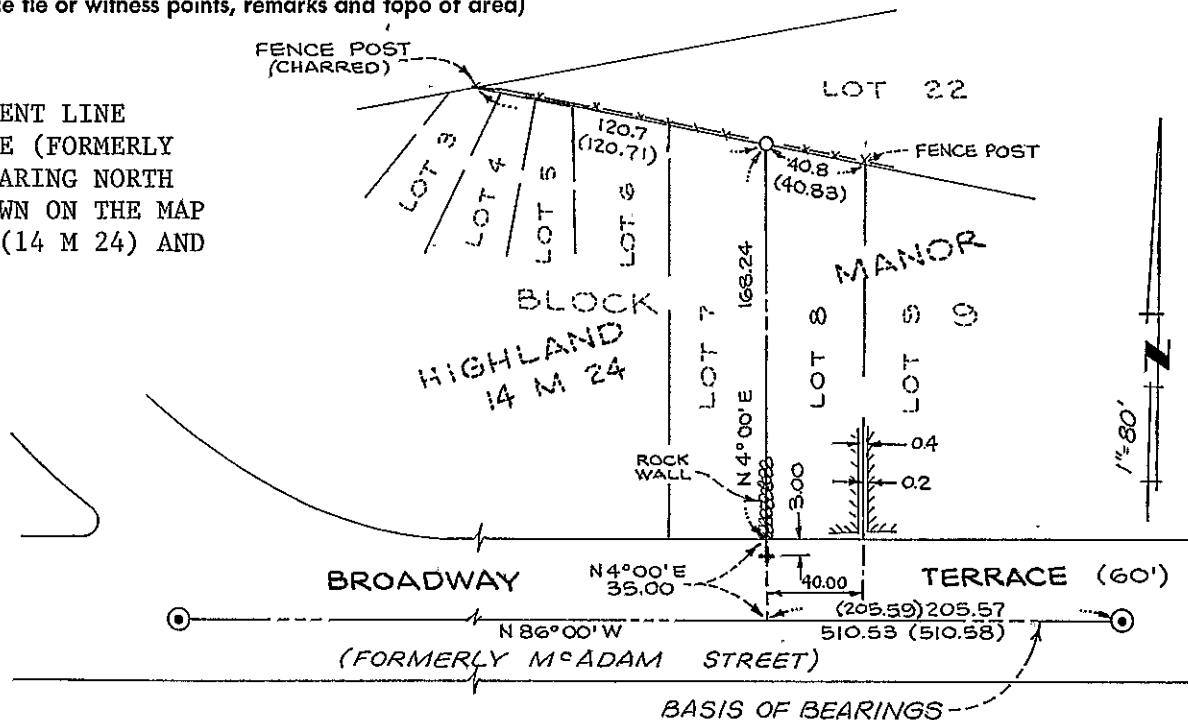 ce tie or witness points, remarks and topo of area)
FENCE POST
(CHARRED)
ENT LINE
E (FORMERLY
ARING NORTH
WN ON THE MAP
(14 M 24) AND
LOT 22
120.7
(120.71)
40.8
(40.83)
FENCE POST
LOT 3
LOT 4
LOT 5
LOT 6
168.24
MANOR
BLOCK
HIGHLAND
14 M 24
LOT 7
N 4°00' E
LOT 8
LOT 9
19
N
1"=80'
ROCK
WALL
3.00
0.4
0.2
BROADWAY
N 4°00' E
35.00
40.00
TERRACE (60')
(205.59) 205.57
N 86°00' W
510.53 (510.58)
(FORMERLY McADAM STREET)
BASIS OF BEARINGS